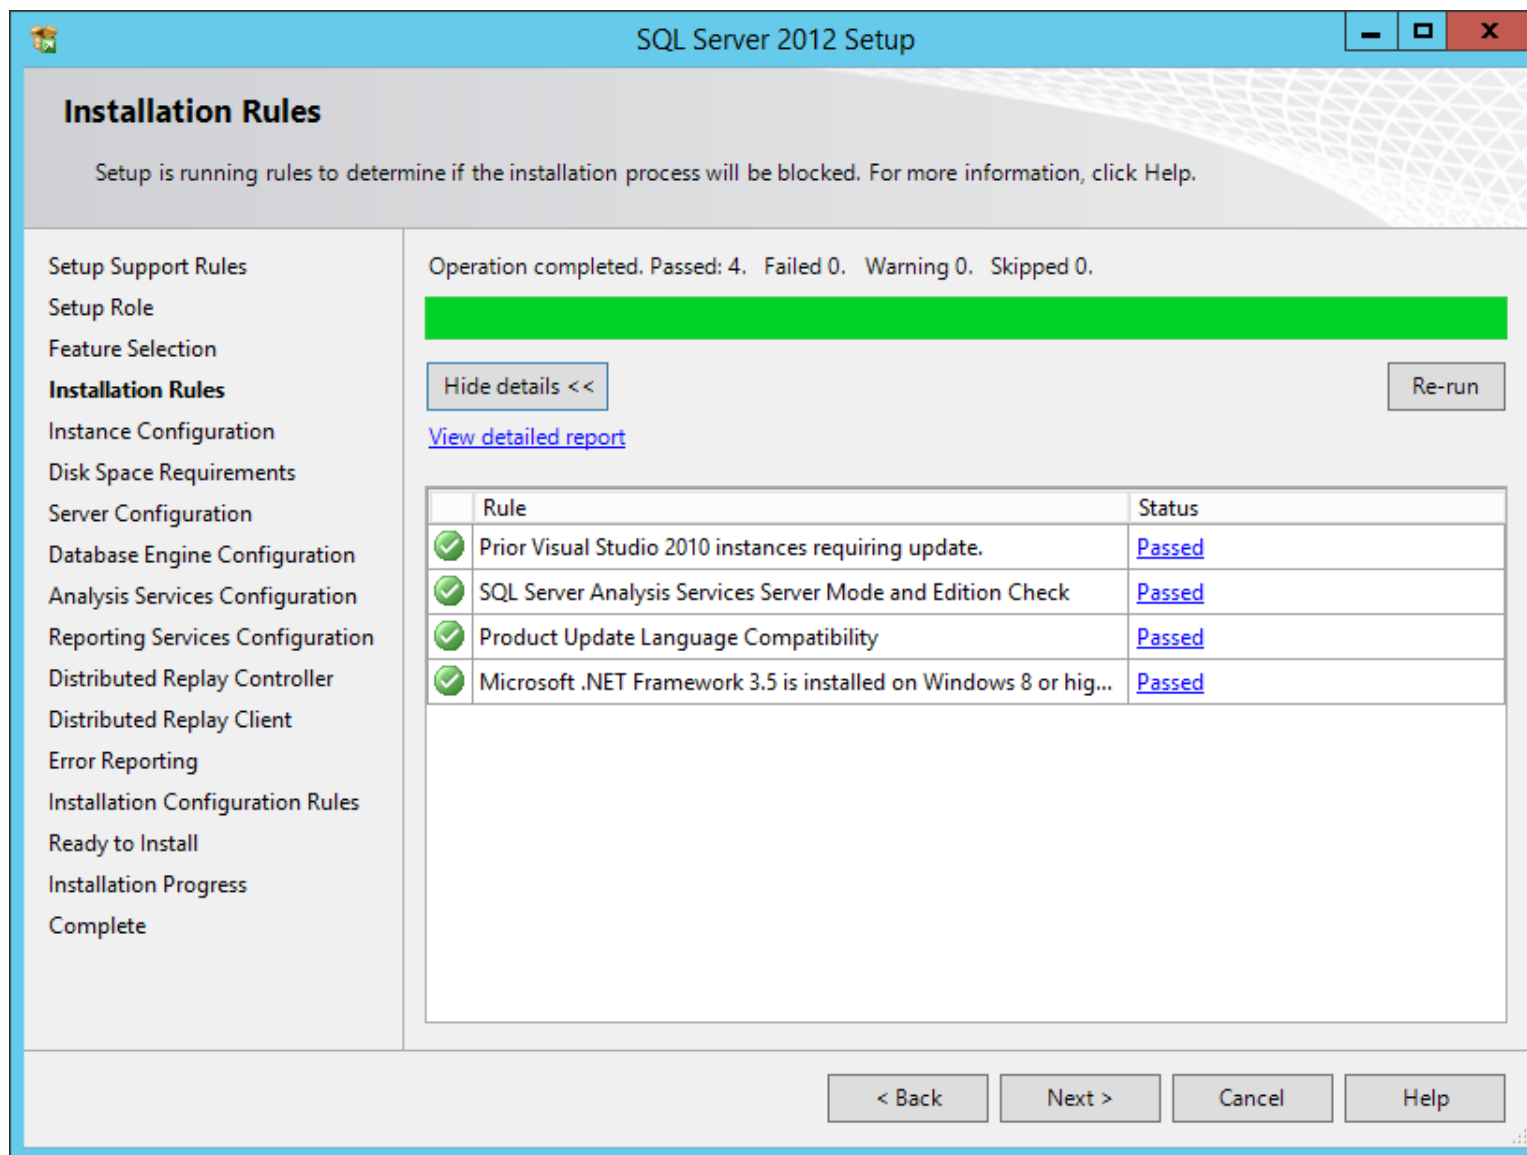 SQL Server 2012 Setup
Installation Rules
Setup is running rules to determine if the installation process will be blocked. For more information, click Help.
Setup Support Rules
Setup Role
Feature Selection
Installation Rules
Instance Configuration
Disk Space Requirements
Server Configuration
Database Engine Configuration
Analysis Services Configuration
Reporting Services Configuration
Distributed Replay Controller
Distributed Replay Client
Error Reporting
Installation Configuration Rules
Ready to Install
Installation Progress
Complete
Operation completed. Passed: 4.   Failed 0.   Warning 0.   Skipped 0.
Hide details << Re-run
View detailed report
Rule Status
Prior Visual Studio 2010 instances requiring update. Passed
SQL Server Analysis Services Server Mode and Edition Check Passed
Product Update Language Compatibility Passed
Microsoft .NET Framework 3.5 is installed on Windows 8 or hig... Passed
< Back Next > Cancel Help